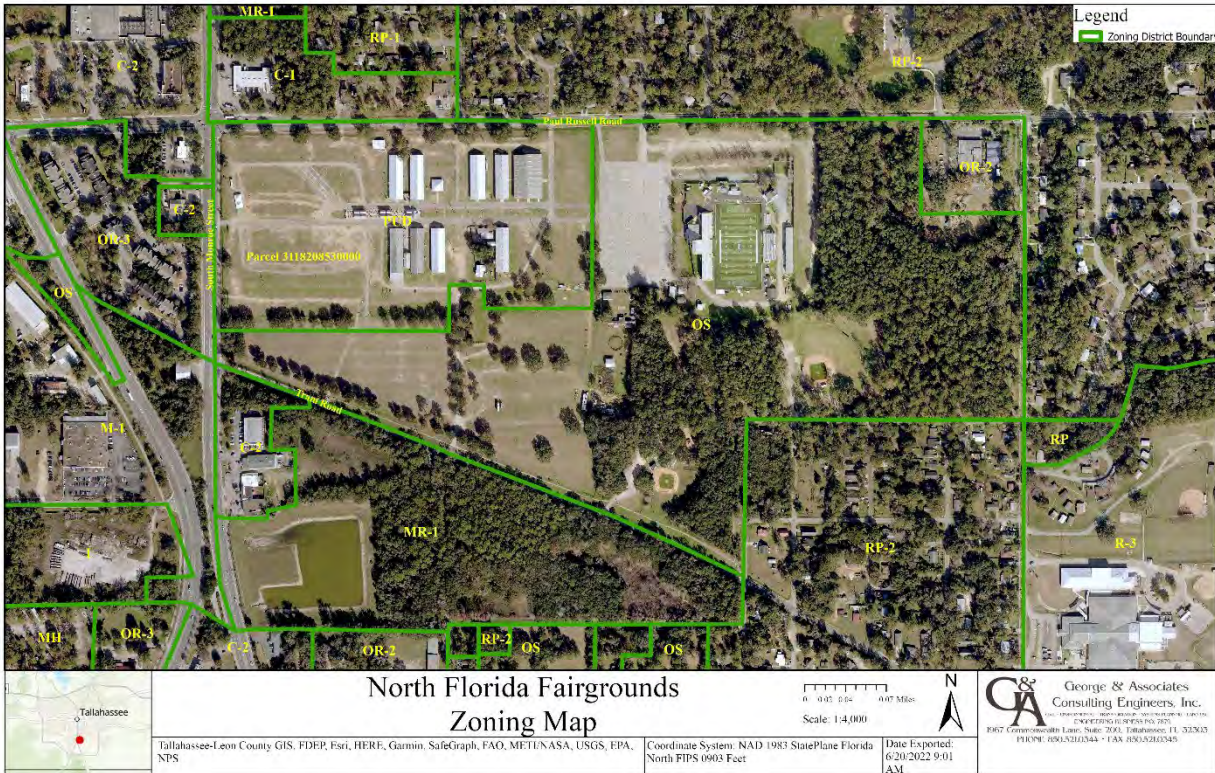 MR-1
RP-1
C-2
C-1
RP-2
Legend
Zoning District Boundary
Paul Russell Road
OR-2
C-2
OR-3
South Monroe Street
PUD
Parcel 3118208530000
OS
OS
Tram Road
M-1
C-2
RP
MR-1
RP-2
R-3
I
MH
OR-3
C-2
OR-2
RP-2
OS
OS
Tallahassee
North Florida Fairgrounds
Zoning Map
0 0.02 0.04 0.07 Miles
Scale: 1:4,000
N
Tallahassee-Leon County GIS, FDEP, Esri, HERE, Garmin, SafeGraph, FAO, METI/NASA, USGS, EPA,
NPS
Coordinate System: NAD 1983 StatePlane Florida
North FIPS 0903 Feet
Date Exported:
6/20/2022 9:01
AM
G&A
George & Associates
Consulting Engineers, Inc.
ENGINEERING BUSINESS NO. 7879
1967 Commonwealth Lane, Suite 200, Tallahassee, FL 32303
PHONE 850.521.0344 • FAX 850.521.0345